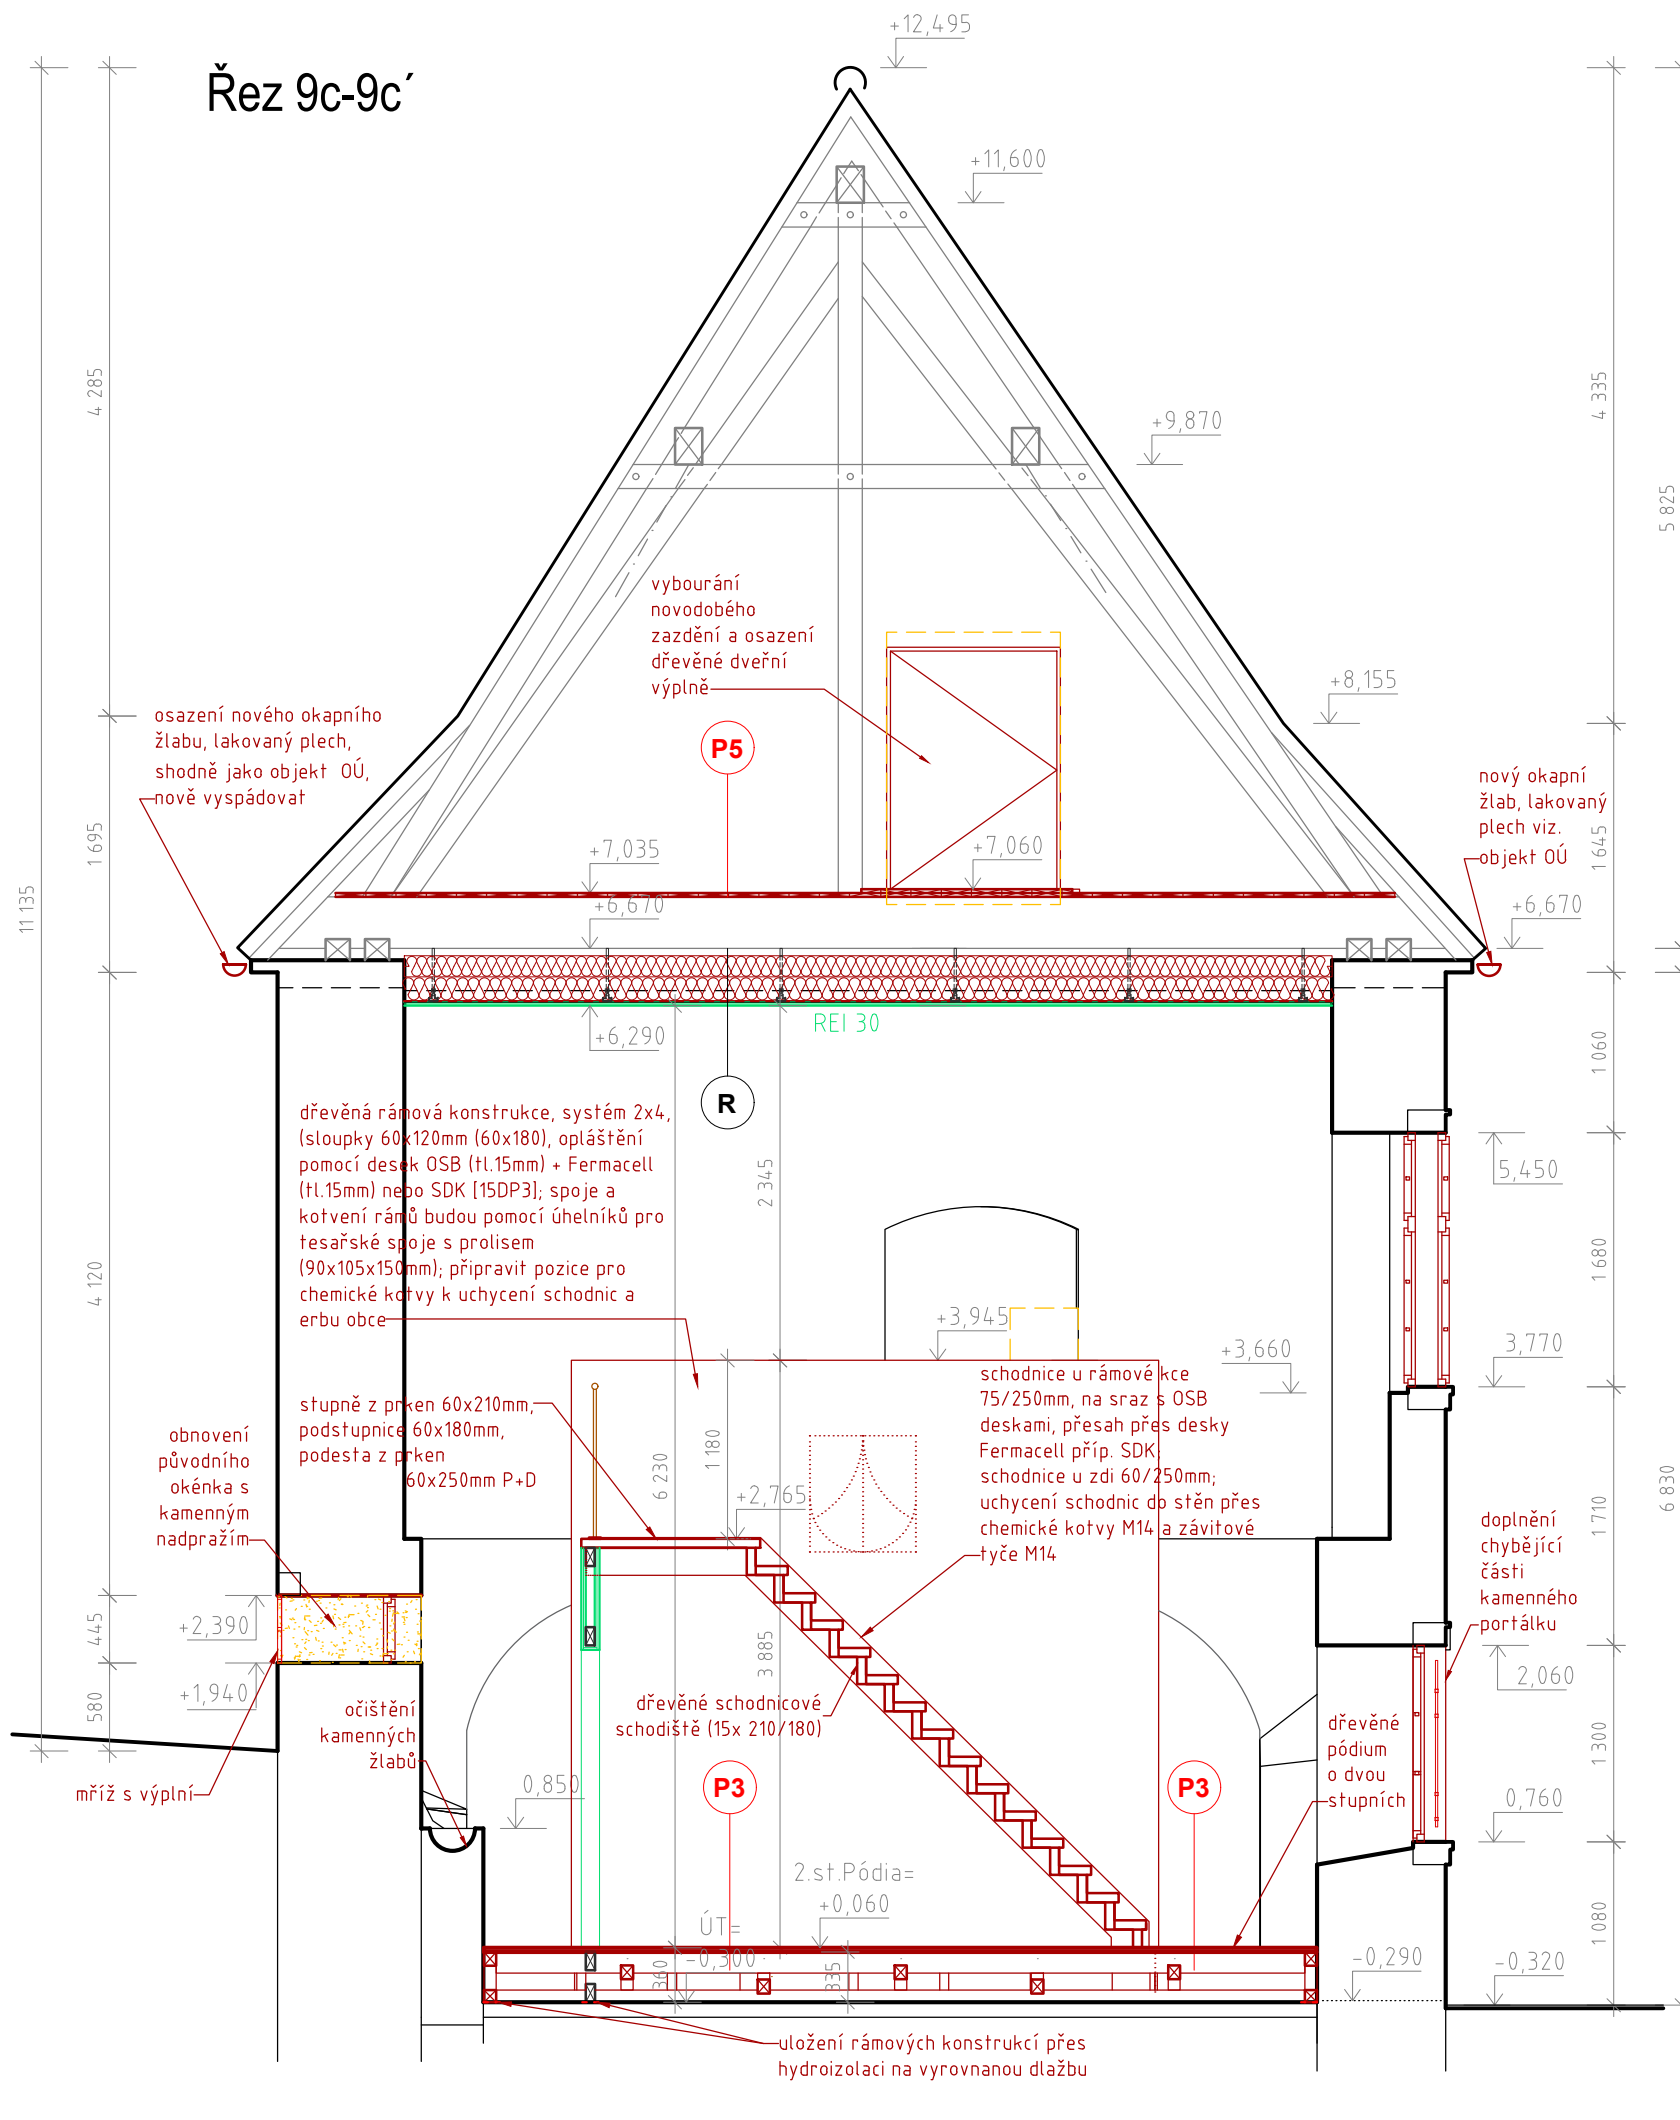 Řez 9c-9c´
+12,495
+11,600
+9,870
+8,155
4 285
4 335
5 825
11 135
1 695
1 645
vybourání
novodobého
zazdění a osazení
dřevěné dveřní
výplně
P5
osazení nového okapního
žlabu, lakovaný plech,
shodně jako objekt OÚ,
nově vyspádovat
nový okapní
žlab, lakovaný
plech viz.
objekt OÚ
+7,035
+7,060
+6,670
+6,670
+6,290
REI 30
R
1 060
5,450
dřevěná rámová konstrukce, systém 2x4,
(sloupky 60x120mm (60x180), opláštění
pomocí desek OSB (tl.15mm) + Fermacell
(tl.15mm) nebo SDK [15DP3]; spoje a
kotvení rámů budou pomocí úhelníků pro
tesařské spoje s prolisem
(90x105x150mm); připravit pozice pro
chemické kotvy k uchycení schodnic a
erbu obce
2 345
4 120
1 680
+3,945
+3,660
3,770
stupně z prken 60x210mm,
podstupnice 60x180mm,
podesta z prken
60x250mm P+D
schodnice u rámové kce
75/250mm, na sraz s OSB
deskami, přesah přes desky
Fermacell příp. SDK;
schodnice u zdi 60/250mm;
uchycení schodnic do stěn přes
chemické kotvy M14 a závitové
tyče M14
1 180
6 230
+2,765
obnovení
původního
okénka s
kamenným
nadpražím
doplnění
chybějící
části
kamenného
portálku
1 710
6 830
445
+2,390
580
+1,940
3 885
2,060
dřevěné schodnicové
schodiště (15x 210/180)
očištění
kamenných
žlabů
mříž s výplní
dřevěné
pódium
o dvou
stupních
1 300
P3
P3
0,850
0,760
2.st.Pódia=
+0,060
ÚT=
-0,300
360
335
1 080
-0,290
-0,320
uložení rámových konstrukcí přes
hydroizolaci na vyrovnanou dlažbu